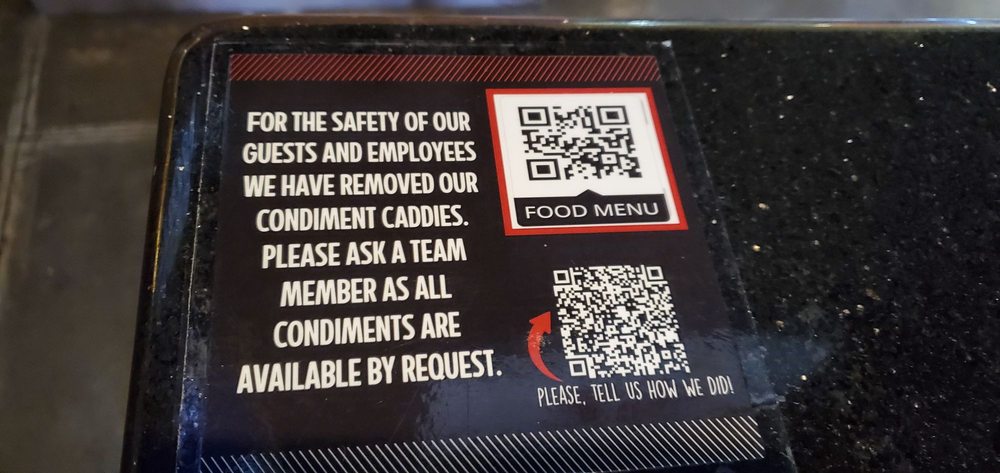 FOR THE SAFETY OF OUR
GUESTS AND EMPLOYEES
WE HAVE REMOVED OUR
CONDIMENT CADDIES.
PLEASE ASK A TEAM
MEMBER AS ALL
CONDIMENTS ARE
AVAILABLE BY REQUEST.
FOOD MENU
PLEASE, TELL US HOW WE DID!